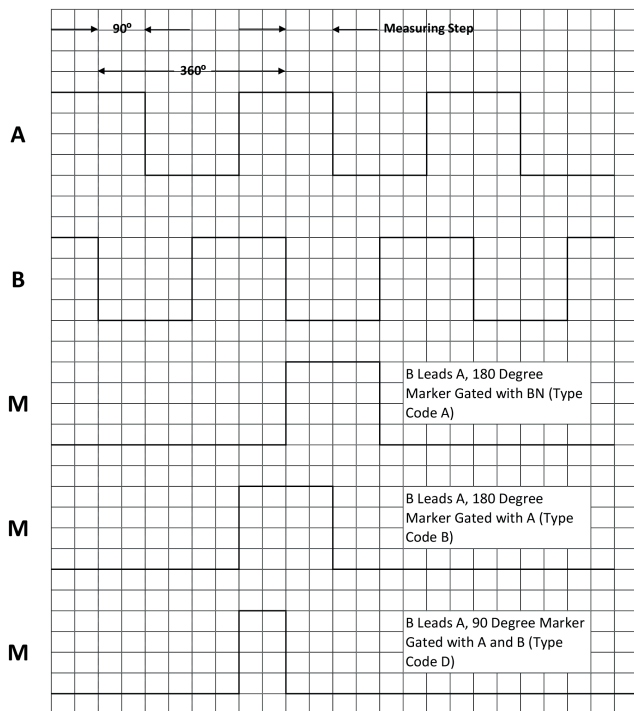 90º
Measuring Step
360º
A
B
M
B Leads A, 180 Degree
Marker Gated with BN (Type
Code A)
M
B Leads A, 180 Degree
Marker Gated with A (Type
Code B)
M
B Leads A, 90 Degree Marker
Gated with A and B (Type
Code D)